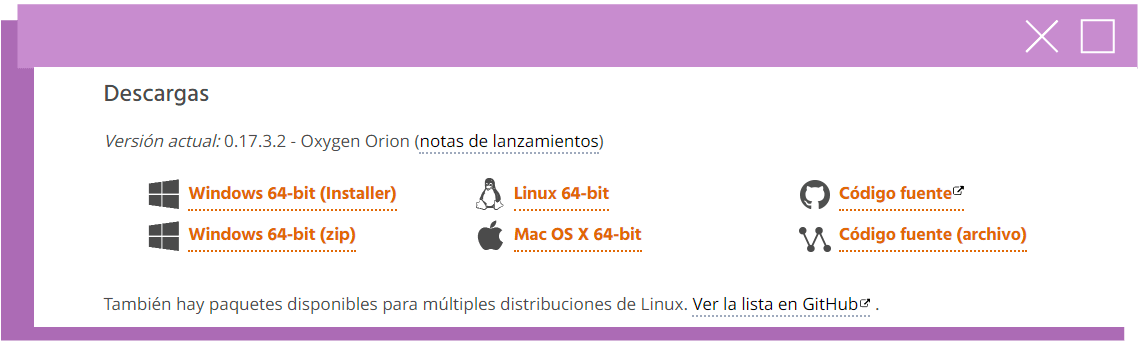 Descargas
Versión actual: 0.17.3.2 - Oxygen Orion (notas de lanzamientos)
Windows 64-bit (Installer) Linux 64-bit Código fuente
Windows 64-bit (zip) Mac OS X 64-bit Código fuente (archivo)
También hay paquetes disponibles para múltiples distribuciones de Linux. Ver la lista en GitHub .